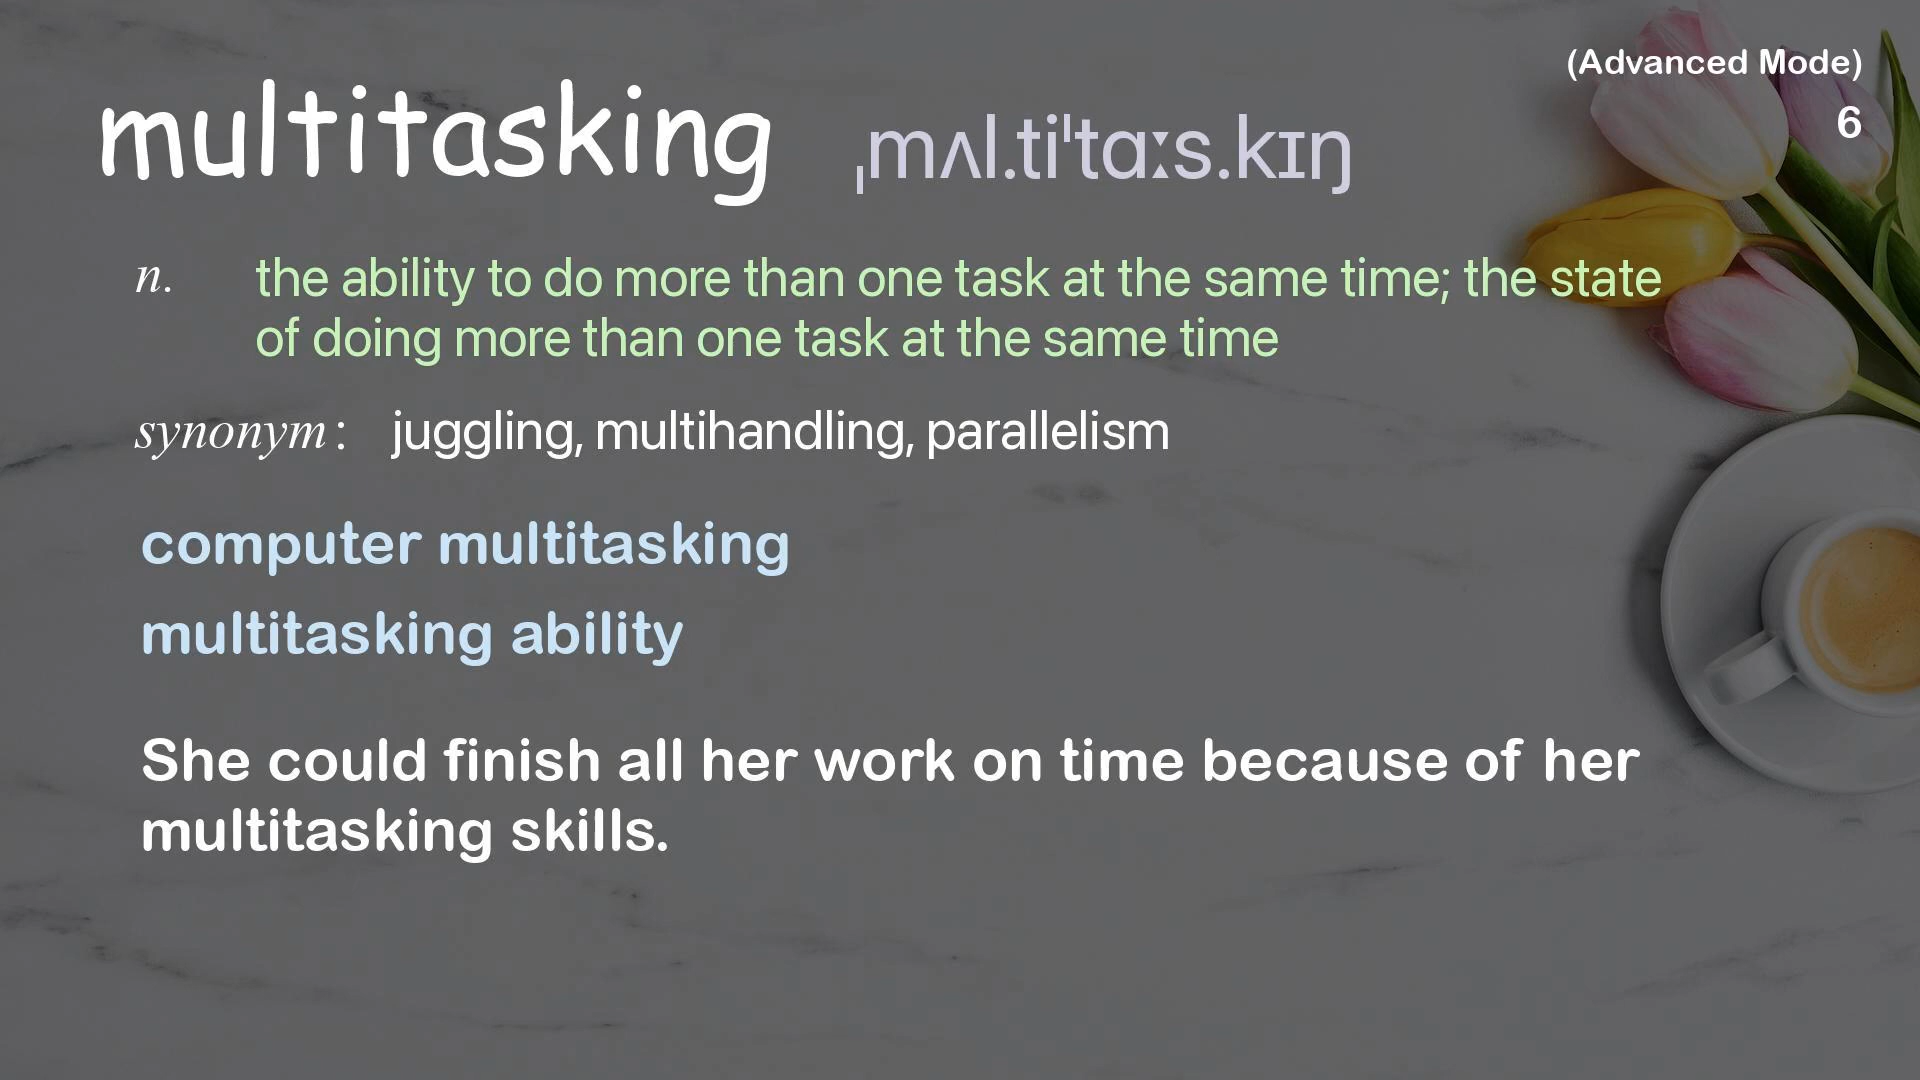 (Advanced Mode)
6
multitasking ˌmʌl.tiˈtɑːs.kɪŋ
n. the ability to do more than one task at the same time; the state
of doing more than one task at the same time
synonym: juggling, multihandling, parallelism
computer multitasking
multitasking ability
She could finish all her work on time because of her
multitasking skills.